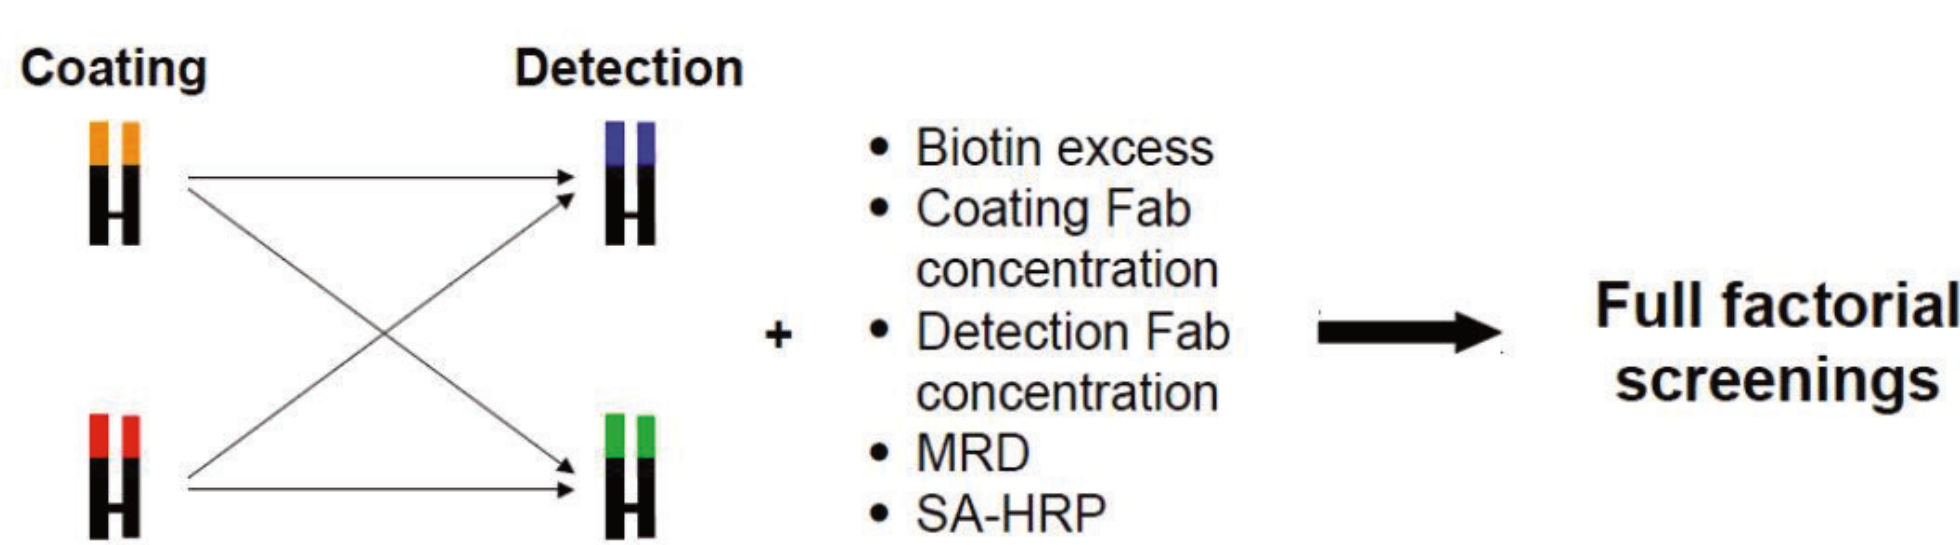 Coating
Detection
• Biotin excess
• Coating Fab
concentration
• Detection Fab
concentration
• MRD
• SA-HRP
+
Full factorial
screenings